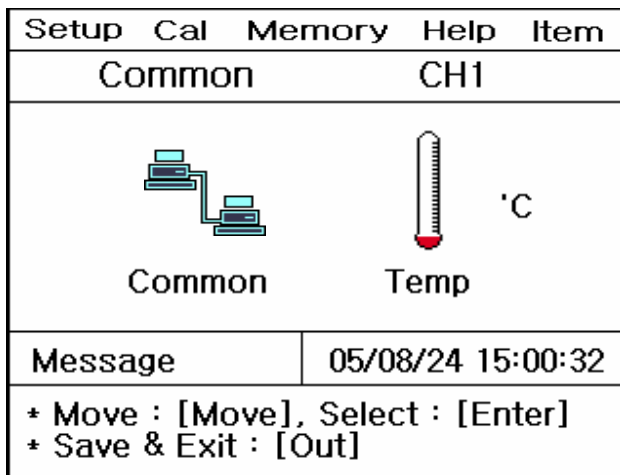 Setup Cal Memory Help Item
Common CH1
'C
Common Temp
Message 05/08/24 15:00:32
* Move : [Move], Select : [Enter]
* Save & Exit : [Out]